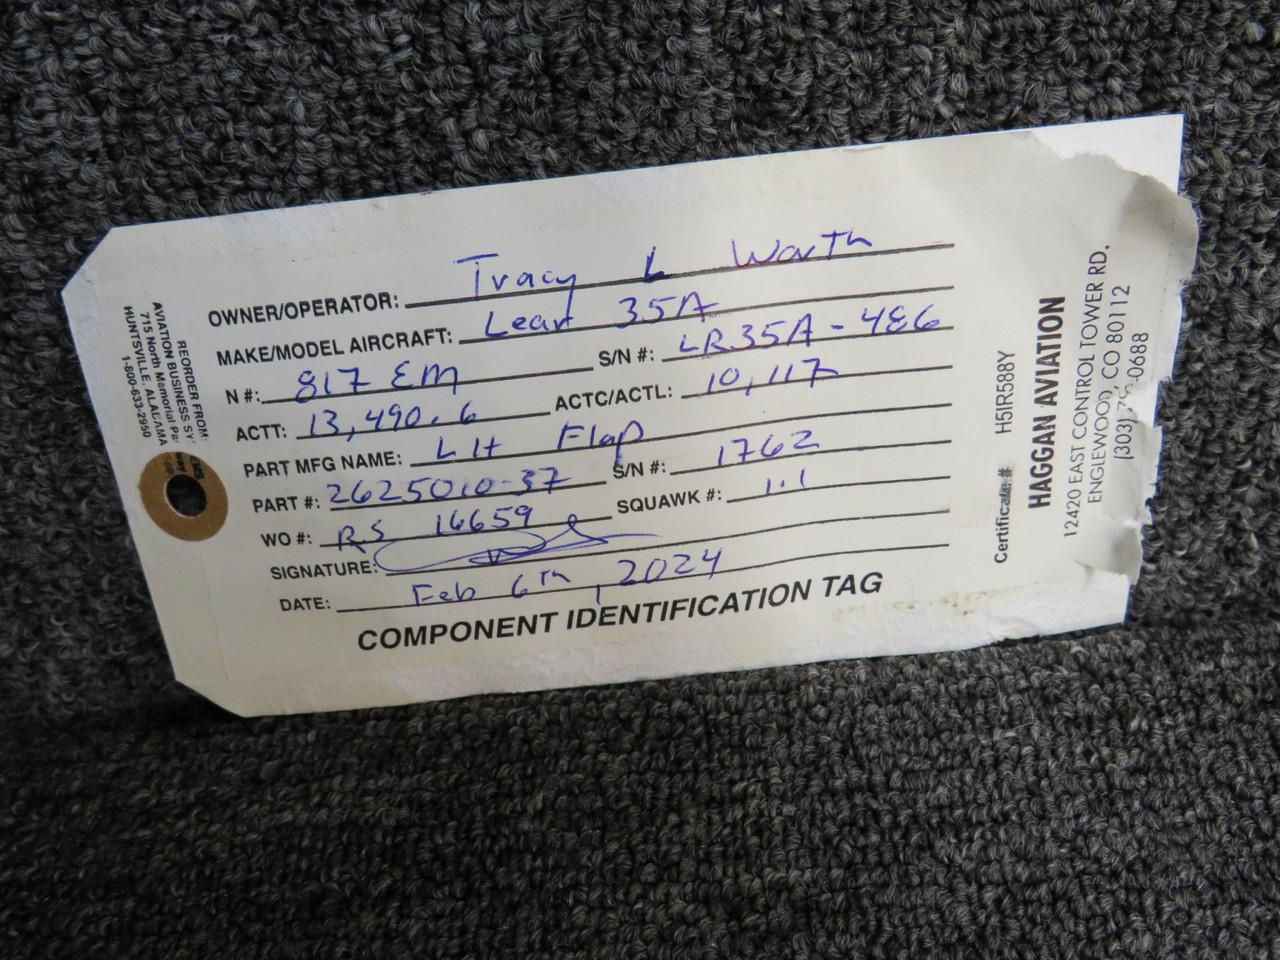 OWNER/OPERATOR: Tracy L Worth
MAKE/MODEL AIRCRAFT: Lear 35A
N #: 817 EM S/N #: LR35A-486
ACTT: 13,490.6 ACTC/ACTL: 10,117
PART MFG NAME: L H Flap
PART #: 2625010-37 S/N #: 1762
WO #: RS 16659 SQUAWK #: 1.1
SIGNATURE:
DATE: Feb 6th, 2024
COMPONENT IDENTIFICATION TAG
REORDER FROM:
AVIATION BUSINESS
715 North Memorial
HUNTSVILLE, ALABAMA
1-800-633-2950
Certificate # H5IR588Y
HAGGAN AVIATION
12420 EAST CONTROL TOWER RD.
ENGLEWOOD, CO 80112
(303) 0688